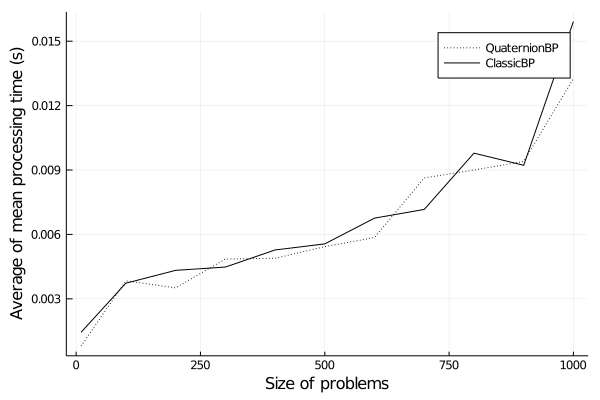 0.015
0.012
0.009
0.006
0.003
Average of mean processing time (s)
QuaternionBP
ClassicBP
0
250
500
750
1000
Size of problems